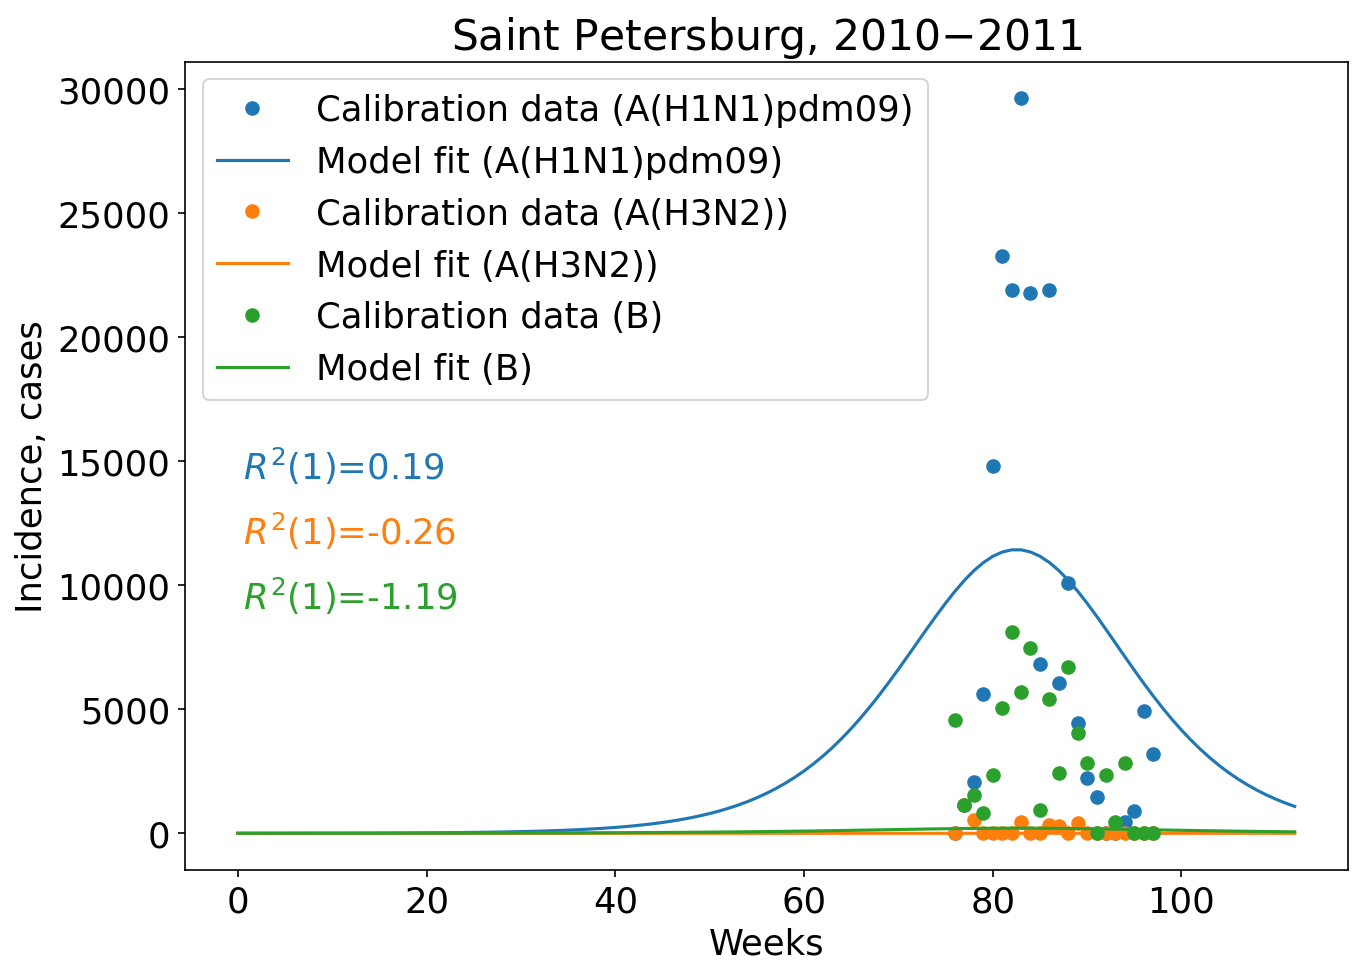 Saint Petersburg, 2010−2011
30000
25000
20000
15000
10000
5000
0
Incidence, cases
Calibration data (A(H1N1)pdm09)
Model fit (A(H1N1)pdm09)
Calibration data (A(H3N2))
Model fit (A(H3N2))
Calibration data (B)
Model fit (B)
R²(1)=0.19
R²(1)=-0.26
R²(1)=-1.19
0 20 40 60 80 100
Weeks